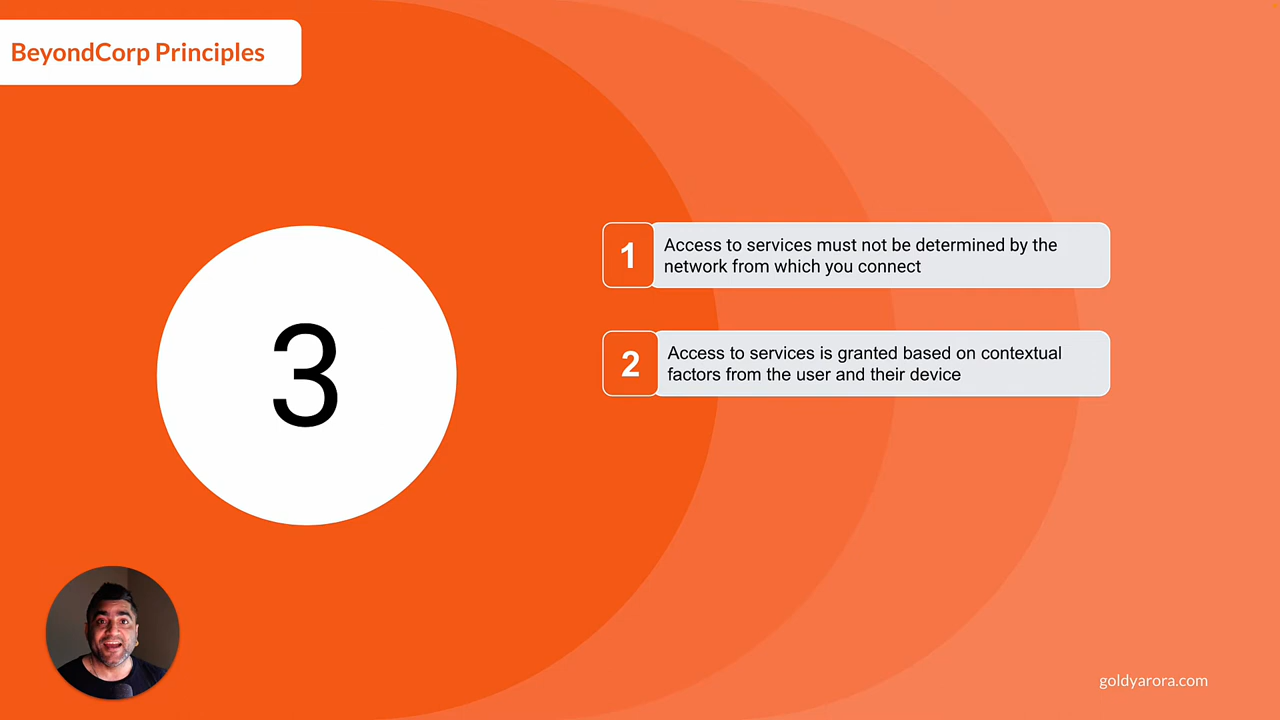 BeyondCorp Principles
3
1
Access to services must not be determined by the
network from which you connect
2
Access to services is granted based on contextual
factors from the user and their device
goldyarora.com